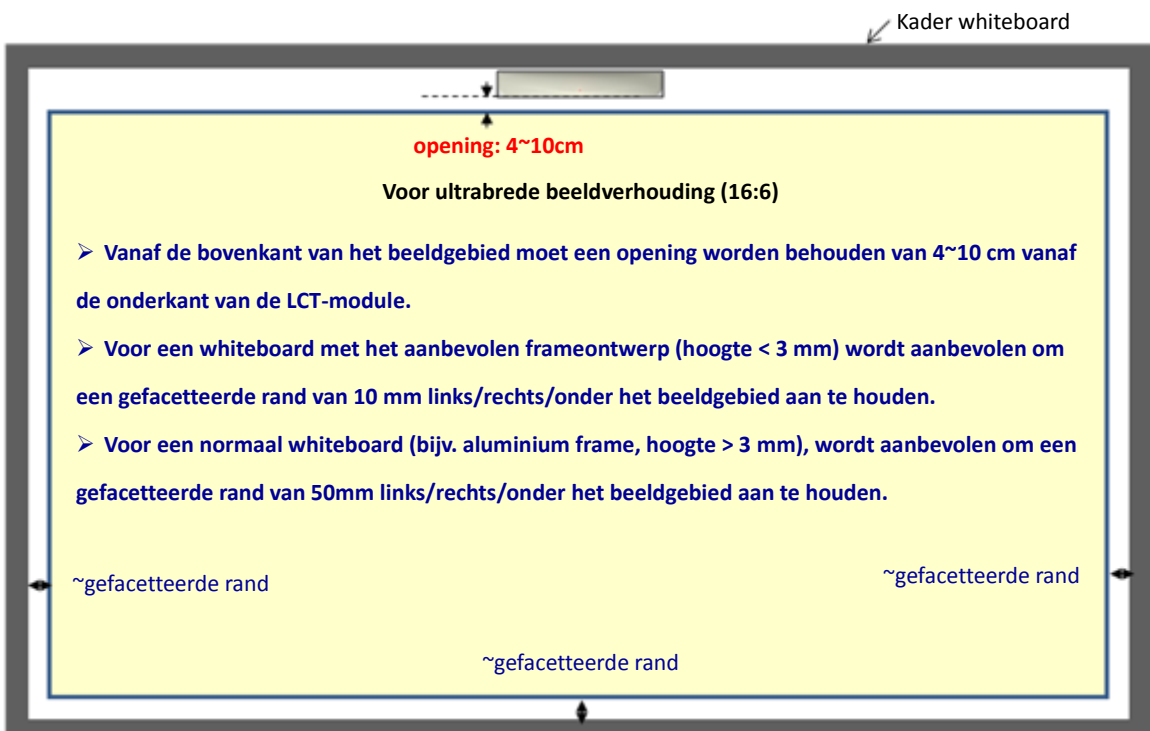 Kader whiteboard
opening: 4~10cm
Voor ultrabrede beeldverhouding (16:6)
➢ Vanaf de bovenkant van het beeldgebied moet een opening worden behouden van 4~10 cm vanaf
de onderkant van de LCT-module.
➢ Voor een whiteboard met het aanbevolen frameontwerp (hoogte < 3 mm) wordt aanbevolen om
een gefacetteerde rand van 10 mm links/rechts/onder het beeldgebied aan te houden.
➢ Voor een normaal whiteboard (bijv. aluminium frame, hoogte > 3 mm), wordt aanbevolen om een
gefacetteerde rand van 50mm links/rechts/onder het beeldgebied aan te houden.
~gefacetteerde rand
~gefacetteerde rand
~gefacetteerde rand